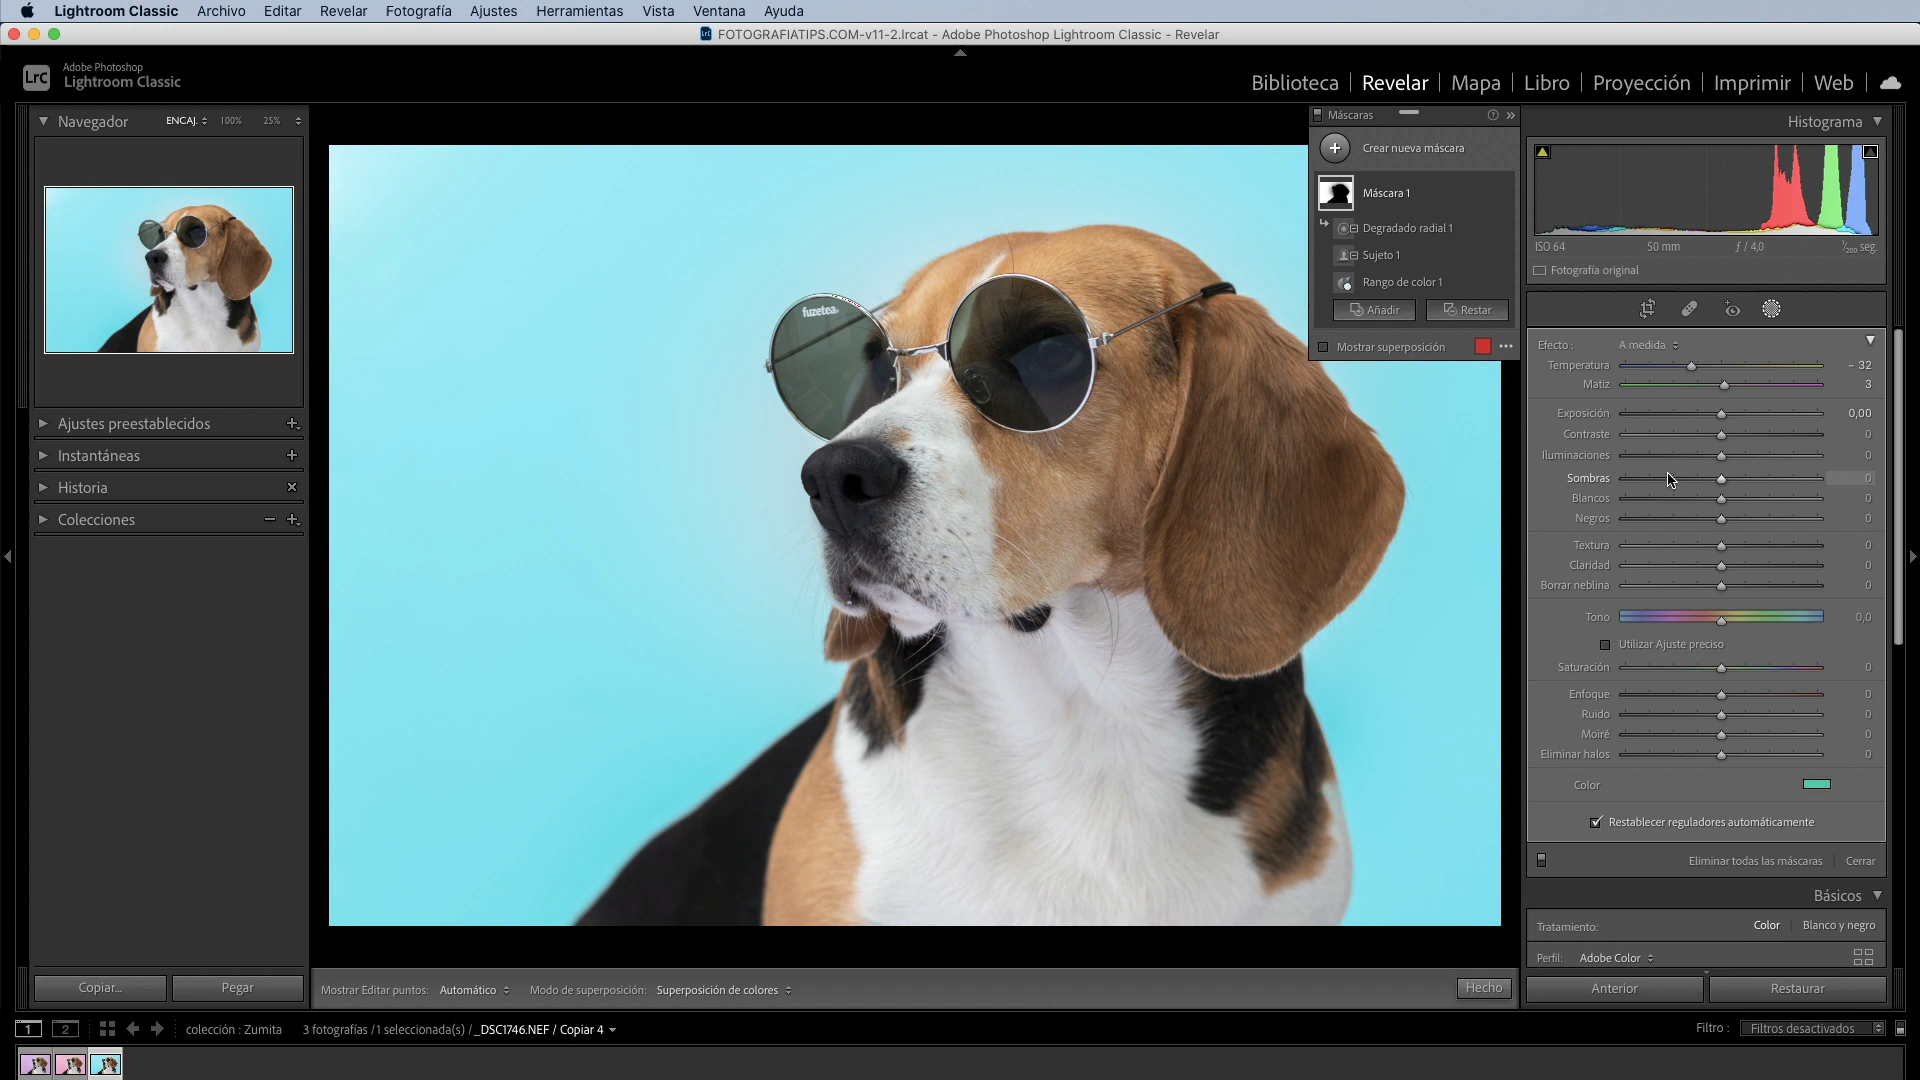 Lightroom Classic Archivo Editar Revelar Fotografía Ajustes Herramientas Vista Ventana Ayuda
FOTOGRAFIATIPS.COM-v11-2.lrcat - Adobe Photoshop Lightroom Classic - Revelar
LrC
Adobe Photoshop
Lightroom Classic
Biblioteca | Revelar | Mapa | Libro | Proyección | Imprimir | Web
Navegador ENCAJ. 100% 25%
Ajustes preestablecidos
Instantáneas
Historia
Colecciones
Copiar... Pegar
fuzetea
Máscaras
Crear nueva máscara
Máscara 1
Degradado radial 1
Sujeto 1
Rango de color 1
Añadir Restar
Mostrar superposición
Histograma
ISO 64 50 mm ƒ / 4,0 1/200 seg.
Fotografía original
Efecto : A medida
Temperatura - 32
Matiz 3
Exposición 0,00
Contraste 0
Iluminaciones 0
Sombras 0
Blancos 0
Negros 0
Textura 0
Claridad 0
Borrar neblina 0
Tono 0,0
Utilizar Ajuste preciso
Saturación 0
Enfoque 0
Ruido 0
Moiré 0
Eliminar halos 0
Color
Restablecer reguladores automáticamente
Eliminar todas las máscaras Cerrar
Básicos
Tratamiento: Color | Blanco y negro
Perfil: Adobe Color
Anterior Restaurar
Mostrar Editar puntos: Automático Modo de superposición: Superposición de colores Hecho
1 2 colección : Zumita 3 fotografías /1 seleccionada(s) /_DSC1746.NEF / Copiar 4 Filtro : Filtros desactivados